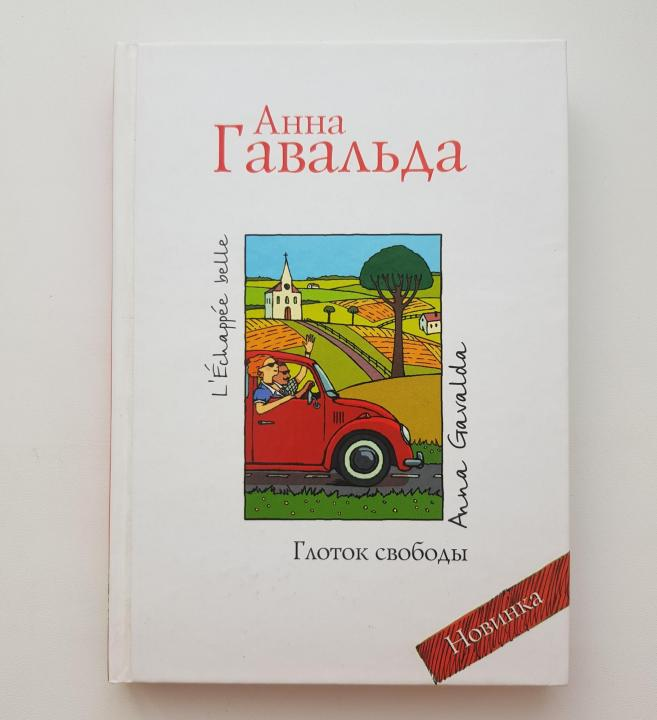 Анна
Гавальда
L'Échappée belle
Anna Gavalda
Глоток свободы
Новинка